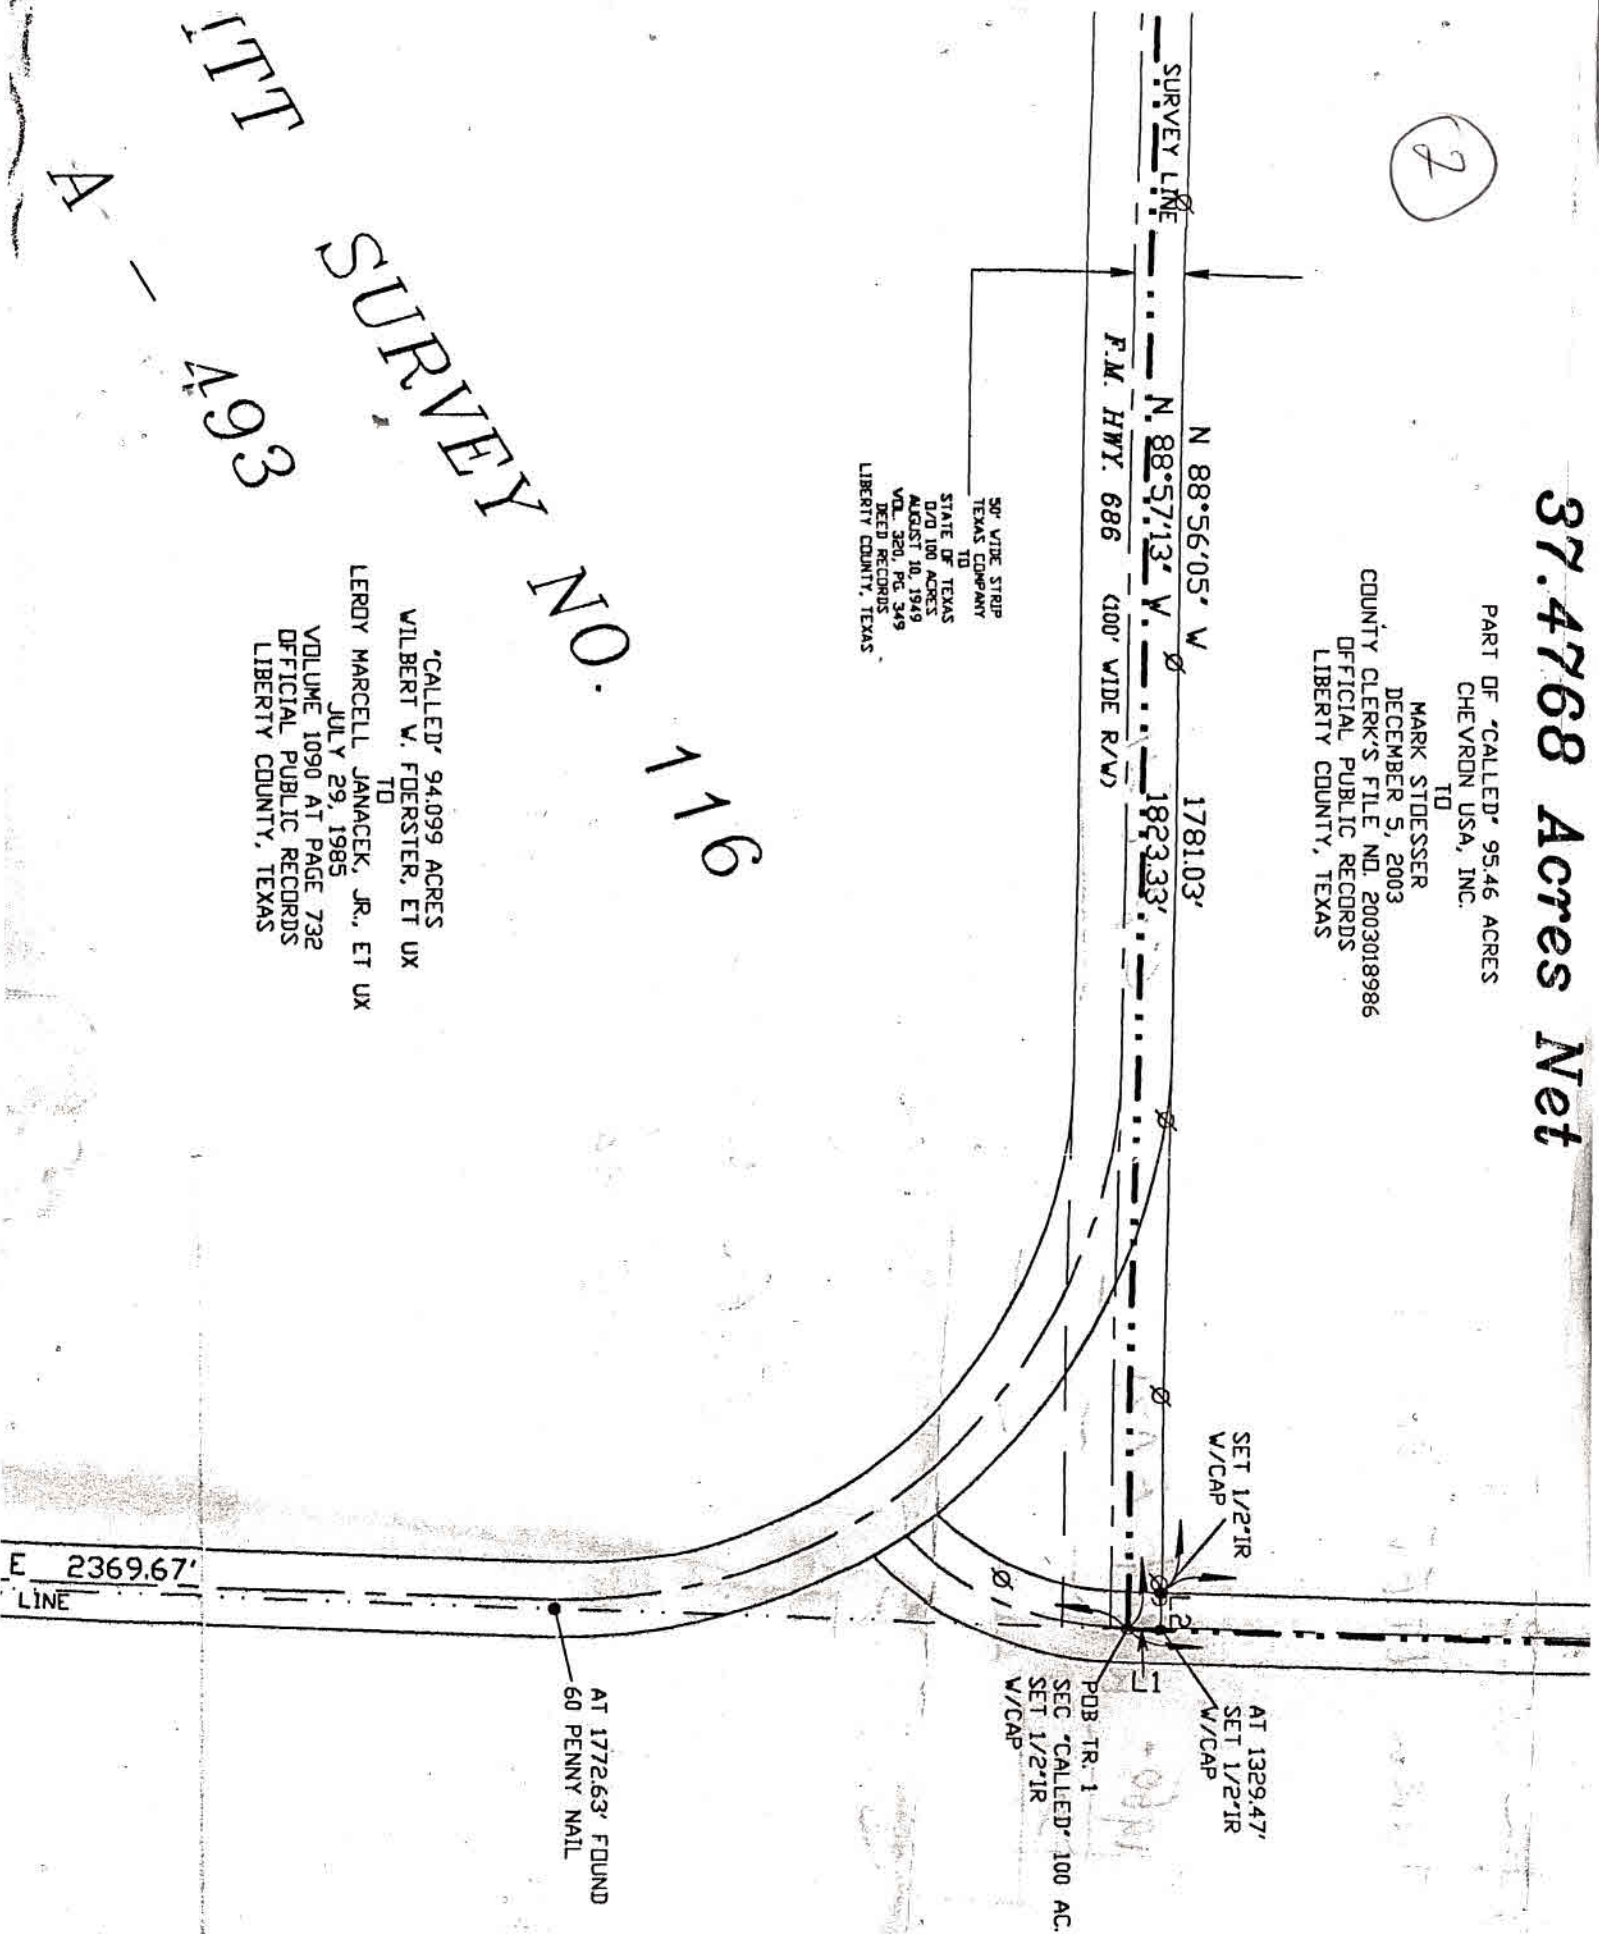 37.4768 Acres Net
PART OF "CALLED" 95.46 ACRES
CHEVRON USA, INC.
TO
MARK STOESSER
DECEMBER 5, 2003
COUNTY CLERK'S FILE NO. 2003018986
OFFICIAL PUBLIC RECORDS
LIBERTY COUNTY, TEXAS
2
SET 1/2"IR
W/CAP
AT 1329.47'
SET 1/2"IR
W/CAP
N 88°56'05" W 1781.03'
SURVEY LINE
N 88°57'13" W 1823.33'
L2
L1
F.M. HWY. 686 (100' WIDE R/W)
POB TR. 1
SEC "CALLED" 100 AC.
SET 1/2"IR
W/CAP
50' WIDE STRIP
TEXAS COMPANY
TO
STATE OF TEXAS
O/O 100 ACRES
AUGUST 10, 1949
VOL. 320, PG. 349
DEED RECORDS
LIBERTY COUNTY, TEXAS
ITT SURVEY NO. 116
A - 493
AT 1772.63' FOUND
60 PENNY NAIL
"CALLED" 94.099 ACRES
WILBERT W. FOERSTER, ET UX
TO
LEROY MARCELL JANACEK, JR., ET UX
JULY 29, 1985
VOLUME 1090 AT PAGE 732
OFFICIAL PUBLIC RECORDS
LIBERTY COUNTY, TEXAS
E 2369.67'
LINE